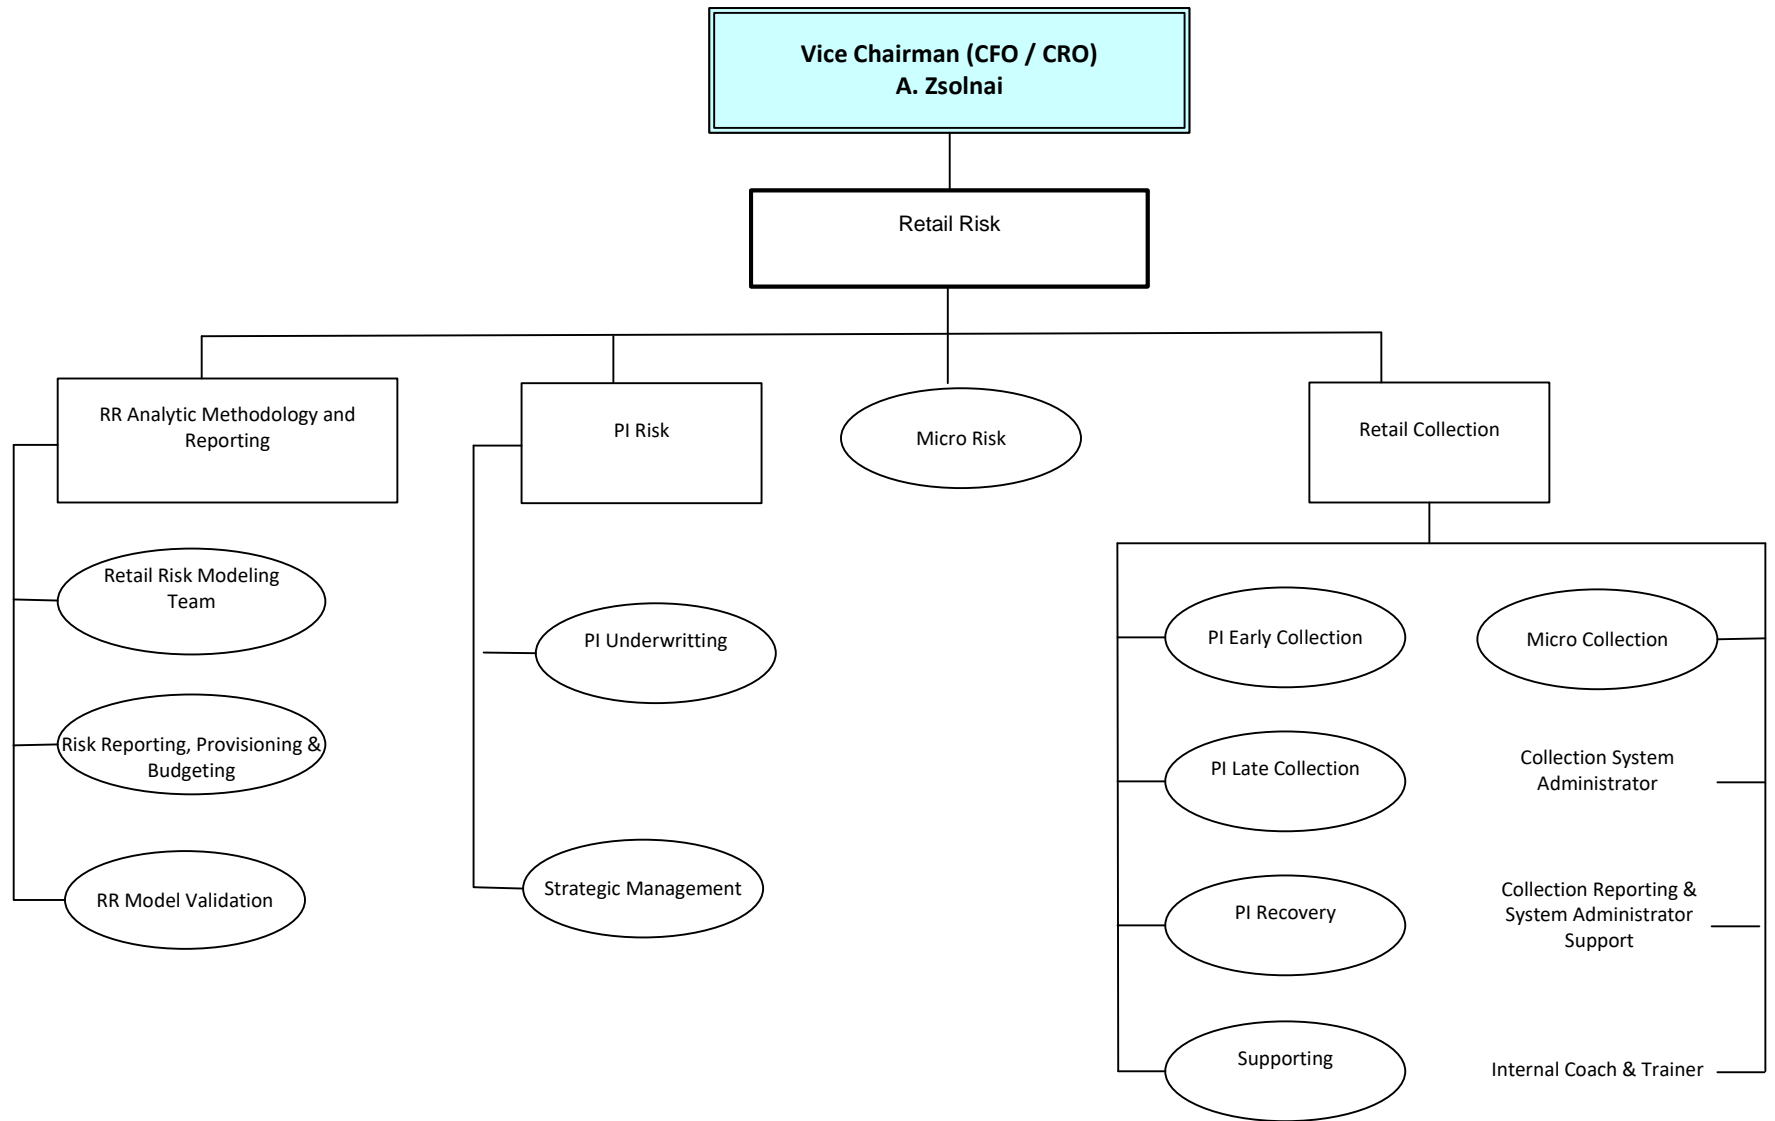 Vice Chairman (CFO / CRO)
A. Zsolnai
Retail Risk
RR Analytic Methodology and
Reporting
PI Risk
Micro Risk
Retail Collection
Retail Risk Modeling
Team
Risk Reporting, Provisioning &
Budgeting
RR Model Validation
PI Underwritting
Strategic Management
PI Early Collection
PI Late Collection
PI Recovery
Supporting
Micro Collection
Collection System
Administrator
Collection Reporting &
System Administrator
Support
Internal Coach & Trainer